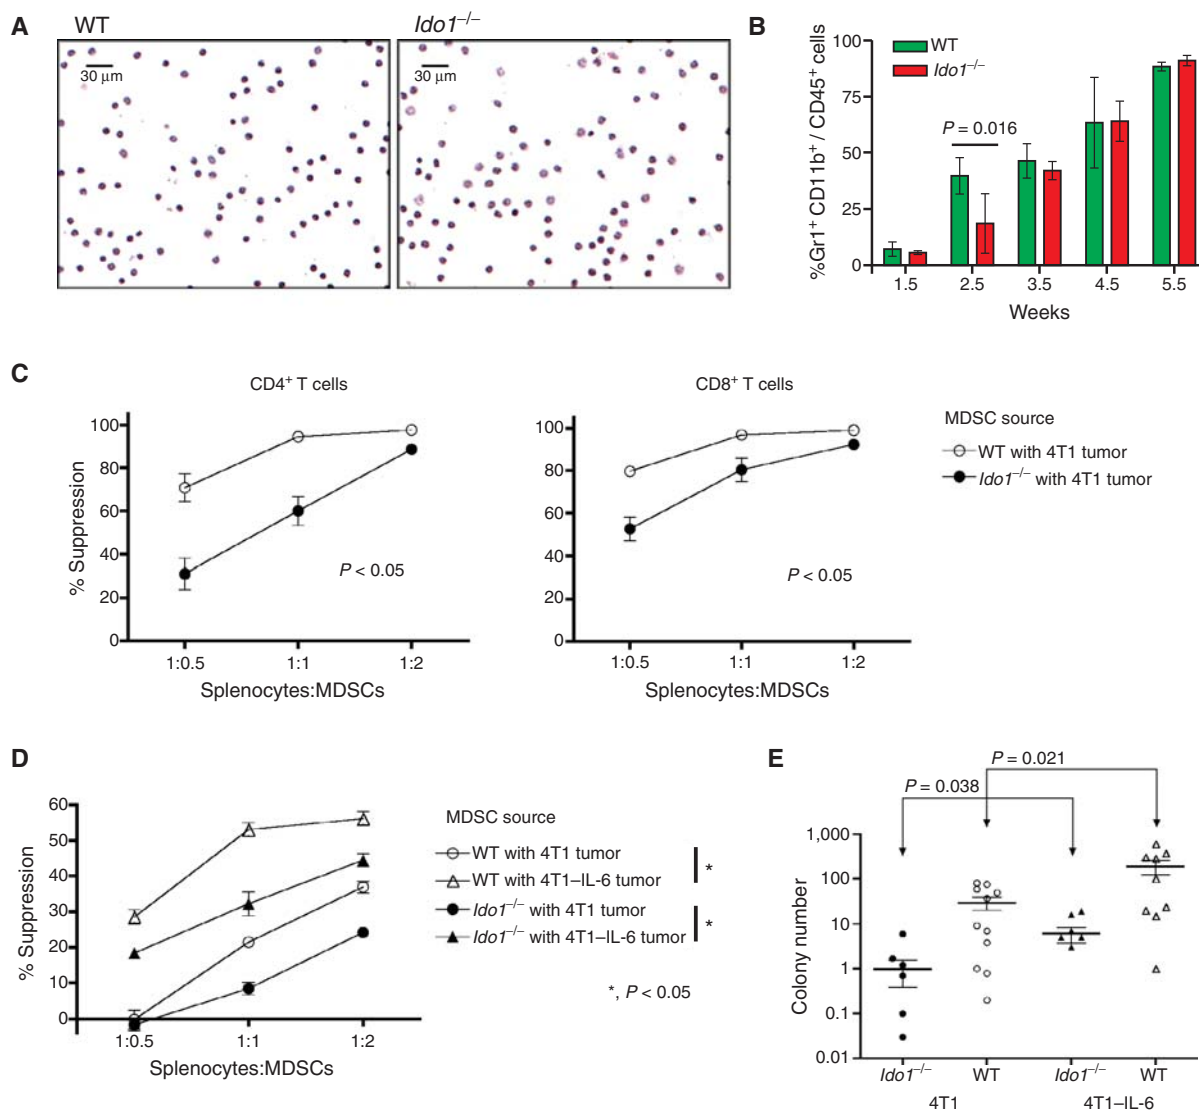 A
WT
Ido1–/–
30 µm
30 µm
B
%Gr1+ CD11b+ / CD45+ cells
100
75
50
25
0
WT
Ido1–/–
P = 0.016
1.5 2.5 3.5 4.5 5.5
Weeks
C
CD4+ T cells
% Suppression
100
80
60
40
20
0
P < 0.05
1:0.5 1:1 1:2
Splenocytes:MDSCs
CD8+ T cells
100
80
60
40
20
0
P < 0.05
1:0.5 1:1 1:2
Splenocytes:MDSCs
MDSC source
WT with 4T1 tumor
Ido1–/– with 4T1 tumor
D
% Suppression
60
50
40
30
20
10
0
1:0.5 1:1 1:2
Splenocytes:MDSCs
MDSC source
WT with 4T1 tumor
WT with 4T1–IL-6 tumor
*
Ido1–/– with 4T1 tumor
Ido1–/– with 4T1–IL-6 tumor
*
*, P < 0.05
E
P = 0.021
P = 0.038
Colony number
1,000
100
10
1
0.1
0.01
Ido1–/– WT Ido1–/– WT
4T1 4T1–IL-6